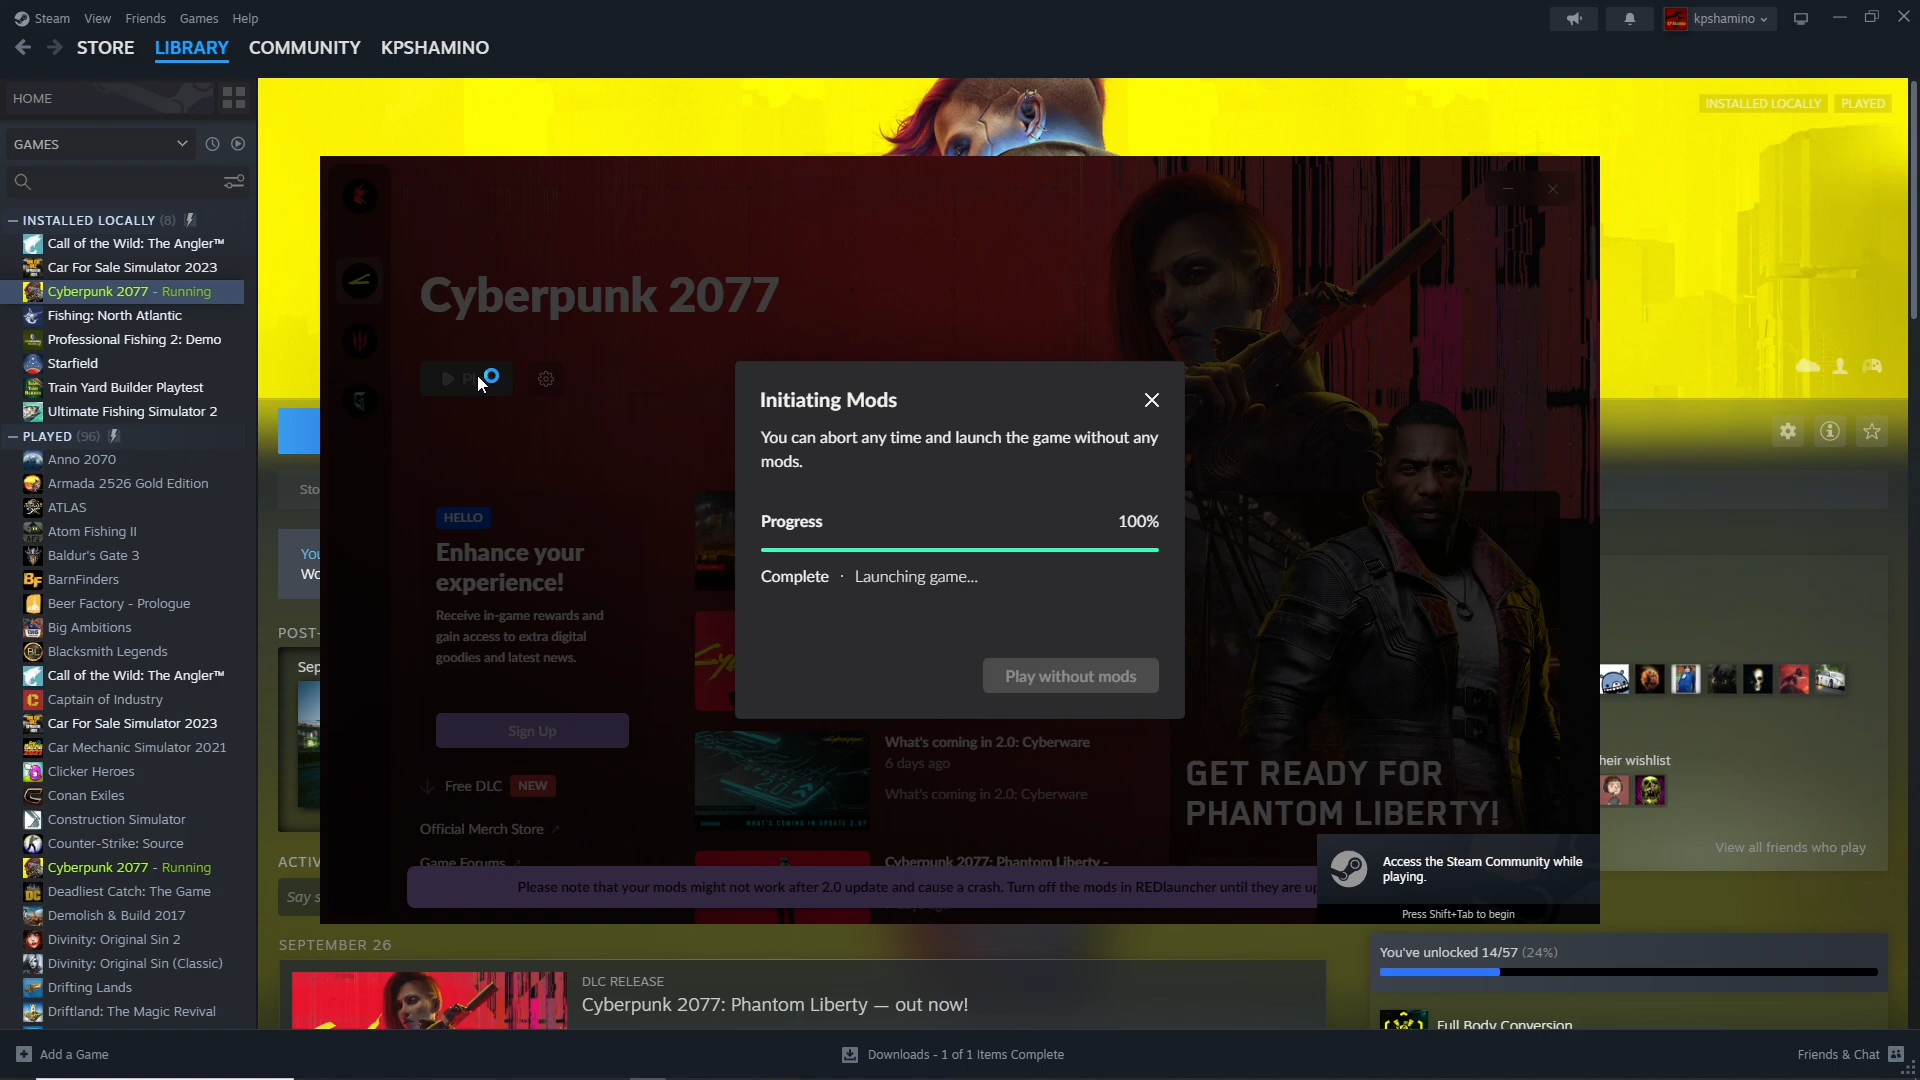 Steam View Friends Games Help
kpshamino
STORE LIBRARY COMMUNITY KPSHAMINO
HOME
GAMES
INSTALLED LOCALLY (8)
Call of the Wild: The Angler™
Car For Sale Simulator 2023
Cyberpunk 2077 - Running
Fishing: North Atlantic
Professional Fishing 2: Demo
Starfield
Train Yard Builder Playtest
Ultimate Fishing Simulator 2
PLAYED (96)
Anno 2070
Armada 2526 Gold Edition
ATLAS
Atom Fishing II
Baldur's Gate 3
BarnFinders
Beer Factory - Prologue
Big Ambitions
Blacksmith Legends
Call of the Wild: The Angler™
Captain of Industry
Car For Sale Simulator 2023
Car Mechanic Simulator 2021
Clicker Heroes
Conan Exiles
Construction Simulator
Counter-Strike: Source
Cyberpunk 2077 - Running
Deadliest Catch: The Game
Demolish & Build 2017
Divinity: Original Sin 2
Divinity: Original Sin (Classic)
Drifting Lands
Driftland: The Magic Revival
INSTALLED LOCALLY PLAYED
Sto
You
Wo
POST-
Sep
ACTIV
Say s
Cyberpunk 2077
HELLO
Enhance your
experience!
Receive in-game rewards and
gain access to extra digital
goodies and latest news.
Sign Up
Free DLC NEW
Official Merch Store
Game Forums
Initiating Mods
You can abort any time and launch the game without any
mods.
Progress 100%
Complete · Launching game...
Play without mods
What's coming in 2.0: Cyberware
6 days ago
What's coming in 2.0: Cyberware
Cyberpunk 2077: Phantom Liberty -
GET READY FOR
PHANTOM LIBERTY!
Please note that your mods might not work after 2.0 update and cause a crash. Turn off the mods in REDlauncher until they are up
Access the Steam Community while
playing.
Press Shift+Tab to begin
heir wishlist
View all friends who play
SEPTEMBER 26
DLC RELEASE
Cyberpunk 2077: Phantom Liberty — out now!
You've unlocked 14/57 (24%)
Full Body Conversion
Add a Game
Downloads - 1 of 1 Items Complete
Friends & Chat